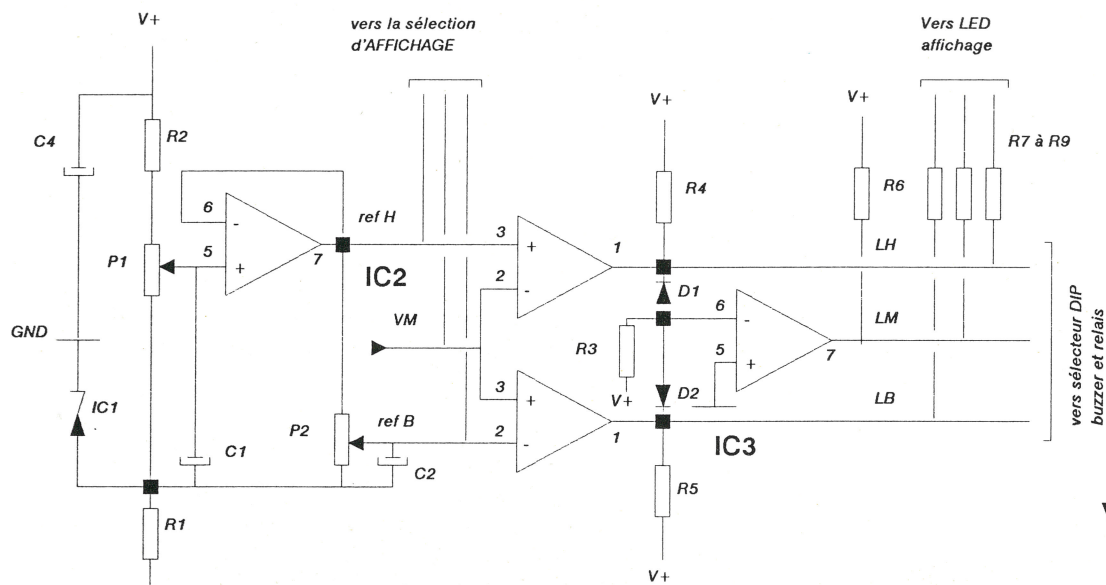 vers la sélection
d'AFFICHAGE
Vers LED
affichage
V+
V+
V+
C4
R2
R7 à R9
R4
R6
6
-
5
+
7
ref H
3
+
2
-
1
LH
P1
IC2
D1
GND
VM
R3
6
-
5
+
7
LM
V+
D2
IC1
3
+
2
-
1
LB
P2
ref B
C1
C2
IC3
R1
R5
V+
vers sélecteur DIP
buzzer et relais